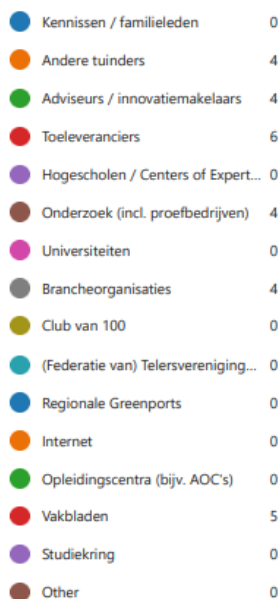 Kennissen / familieleden 0
Andere tuinders 4
Adviseurs / innovatiemakelaars 4
Toeleveranciers 6
Hogescholen / Centers of Expert... 0
Onderzoek (incl. proefbedrijven) 4
Universiteiten 0
Brancheorganisaties 4
Club van 100 0
(Federatie van) Telersvereniging... 0
Regionale Greenports 0
Internet 0
Opleidingscentra (bijv. AOC's) 0
Vakbladen 5
Studiekring 0
Other 0